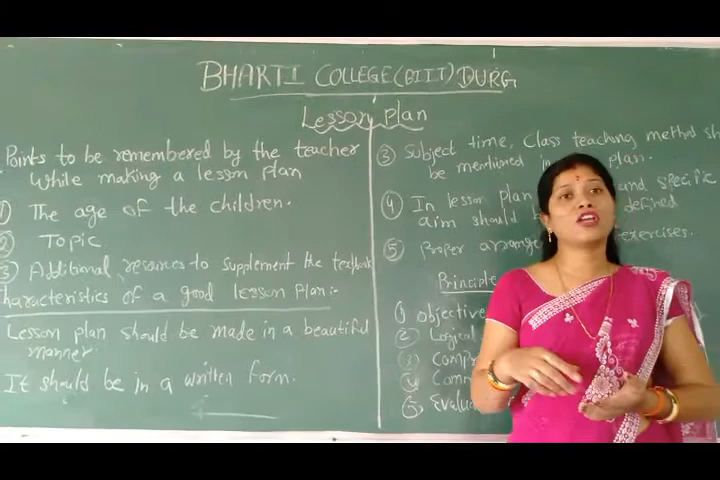 BHARTI COLLEGE (BIIT) DURG
Lesson plan
Points to be remembered by the teacher
while making a lesson plan
① The age of the children.
② Topic
③ Additional resources to supplement the textbook
characteristics of a good lesson plan:-
Lesson plan should be made in a beautiful
manner.
It should be in a written form.
③ Subject time, Class teaching method sh
be mentioned in plan.
④ In lesson plan and specific
aim should defined
⑤ Proper arrange exercises.
Principle
① objective
② Logical
③ Comp
④ Comm
⑤ Evalua